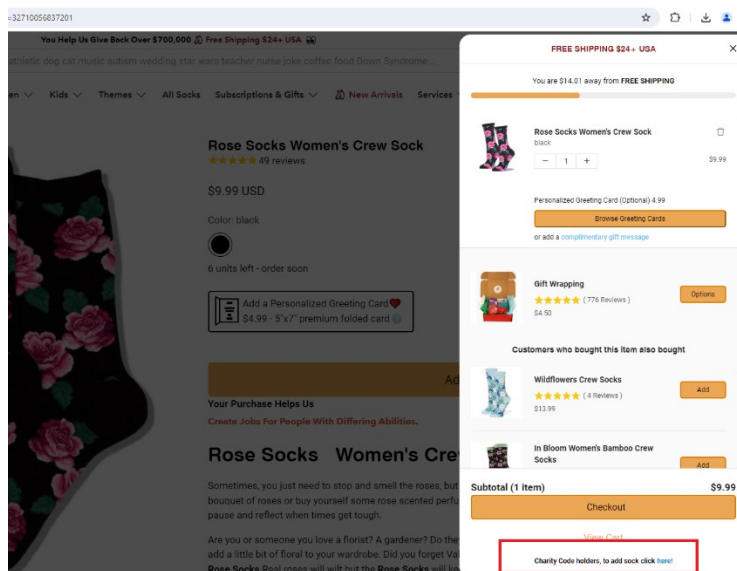 =32710056837201
You Help Us Give Back Over $700,000 Free Shipping $24+ USA
athletic dog cat music autism wedding star wars teacher nurse joke coffee food Down Syndrome...
en Kids Themes All Socks Subscriptions & Gifts New Arrivals Services
Rose Socks Women's Crew Sock
49 reviews
$9.99 USD
Color: black
6 units left - order soon
Add a Personalized Greeting Card
$4.99 - 5"x7" premium folded card
Ad
Your Purchase Helps Us
Create Jobs For People With Differing Abilities.
Rose Socks Women's Cre
Sometimes, you just need to stop and smell the roses, but
bouquet of roses or buy yourself some rose scented perfu
pause and reflect when times get tough.
Are you or someone you love a florist? A gardener? Do the
add a little bit of floral to your wardrobe. Did you forget Val
Rose Socks Real roses will wilt but the Rose Socks will ke
FREE SHIPPING $24+ USA
You are $14.01 away from FREE SHIPPING
Rose Socks Women's Crew Sock
black
− 1 +
$9.99
Personalized Greeting Card (Optional) 4.99
Browse Greeting Cards
or add a complimentary gift message
Gift Wrapping
( 776 Reviews )
$4.50
Options
Customers who bought this item also bought
Wildflowers Crew Socks
( 4 Reviews )
$13.99
Add
In Bloom Women's Bamboo Crew
Socks
Add
Subtotal (1 item) $9.99
Checkout
View Cart
Charity Code holders, to add sock click here!